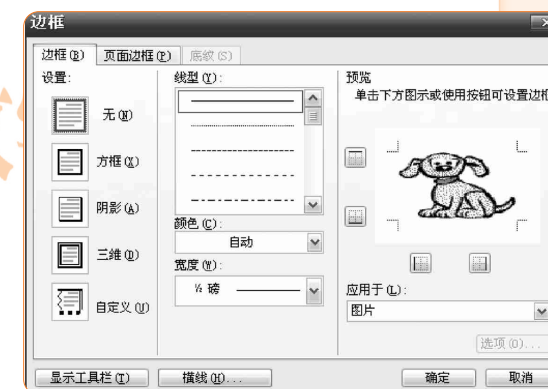 边框
边框(B) 页面边框(P) 底纹(S)
设置:
无(N)
方框(X)
阴影(A)
三维(D)
自定义(U)
线型(Y):
颜色(C):
自动
宽度(W):
½ 磅
预览
单击下方图示或使用按钮可设置边框
应用于(L):
图片
选项(O)...
显示工具栏(T) 横线(H)... 确定 取消